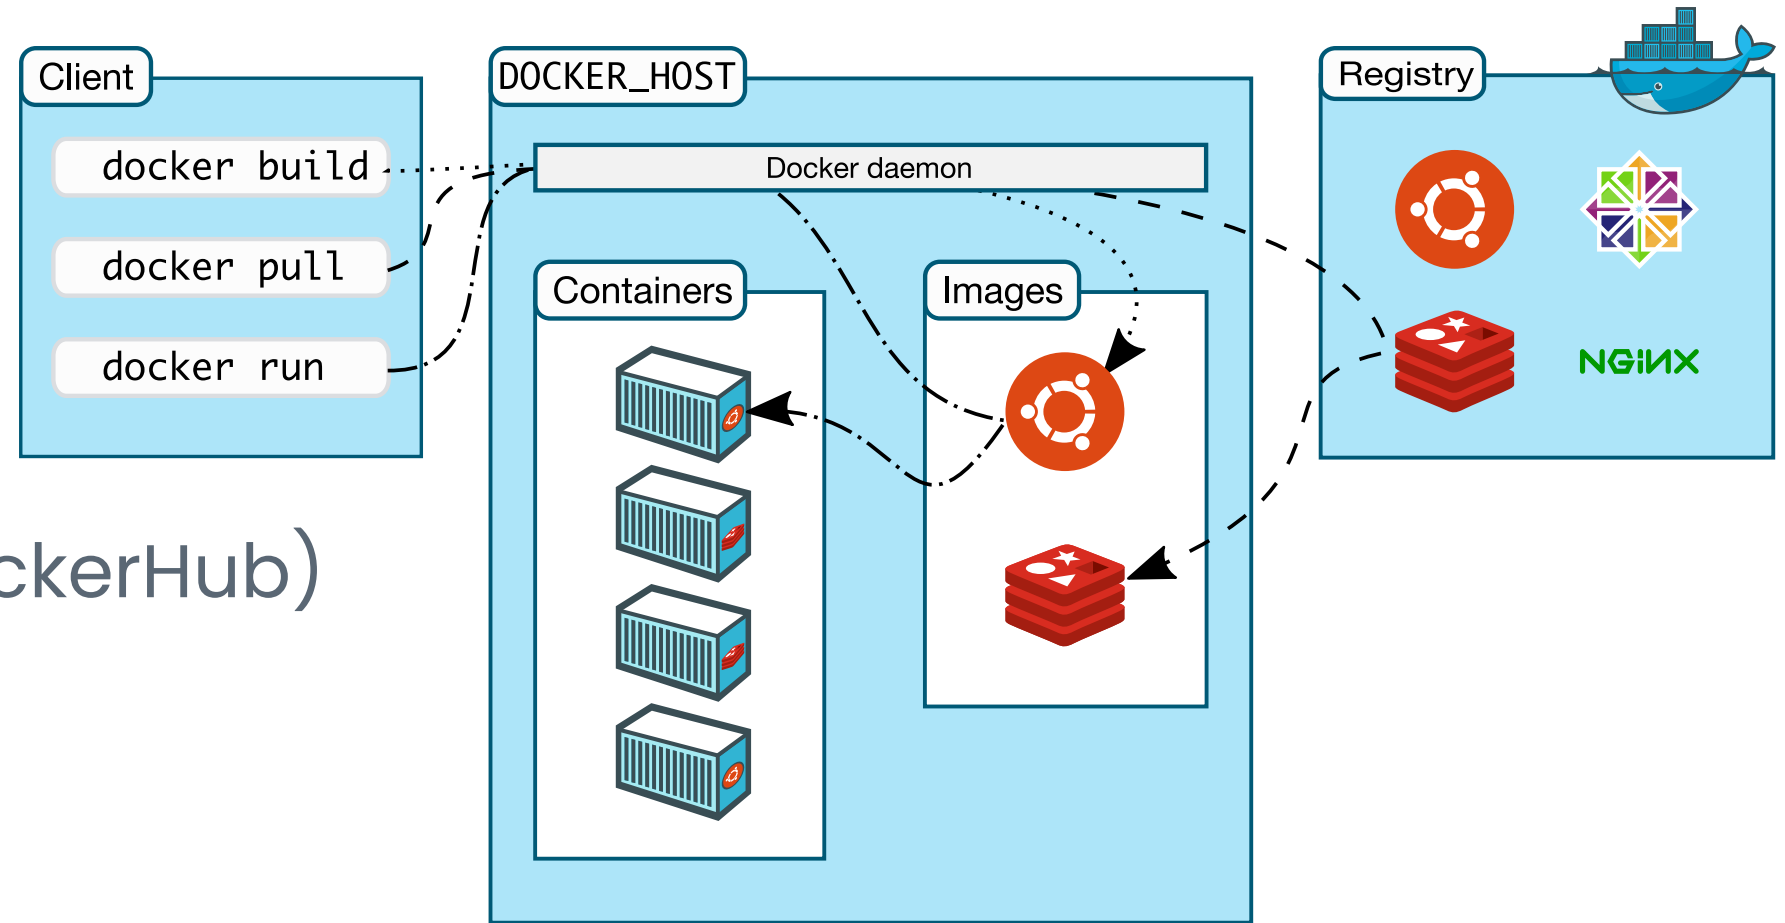 Client
docker build
docker pull
docker run
DOCKER_HOST
Docker daemon
Containers
Images
Registry
NGINX
ckerHub)